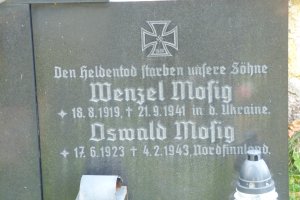 Den Heldentod starben unsere Söhne
Wenzel Mosig
✦ 18.8.1919, † 21.9.1941 in d. Ukraine.
Oswald Mosig
✦ 17.6.1923 † 4.2.1943, Nordfinnland.